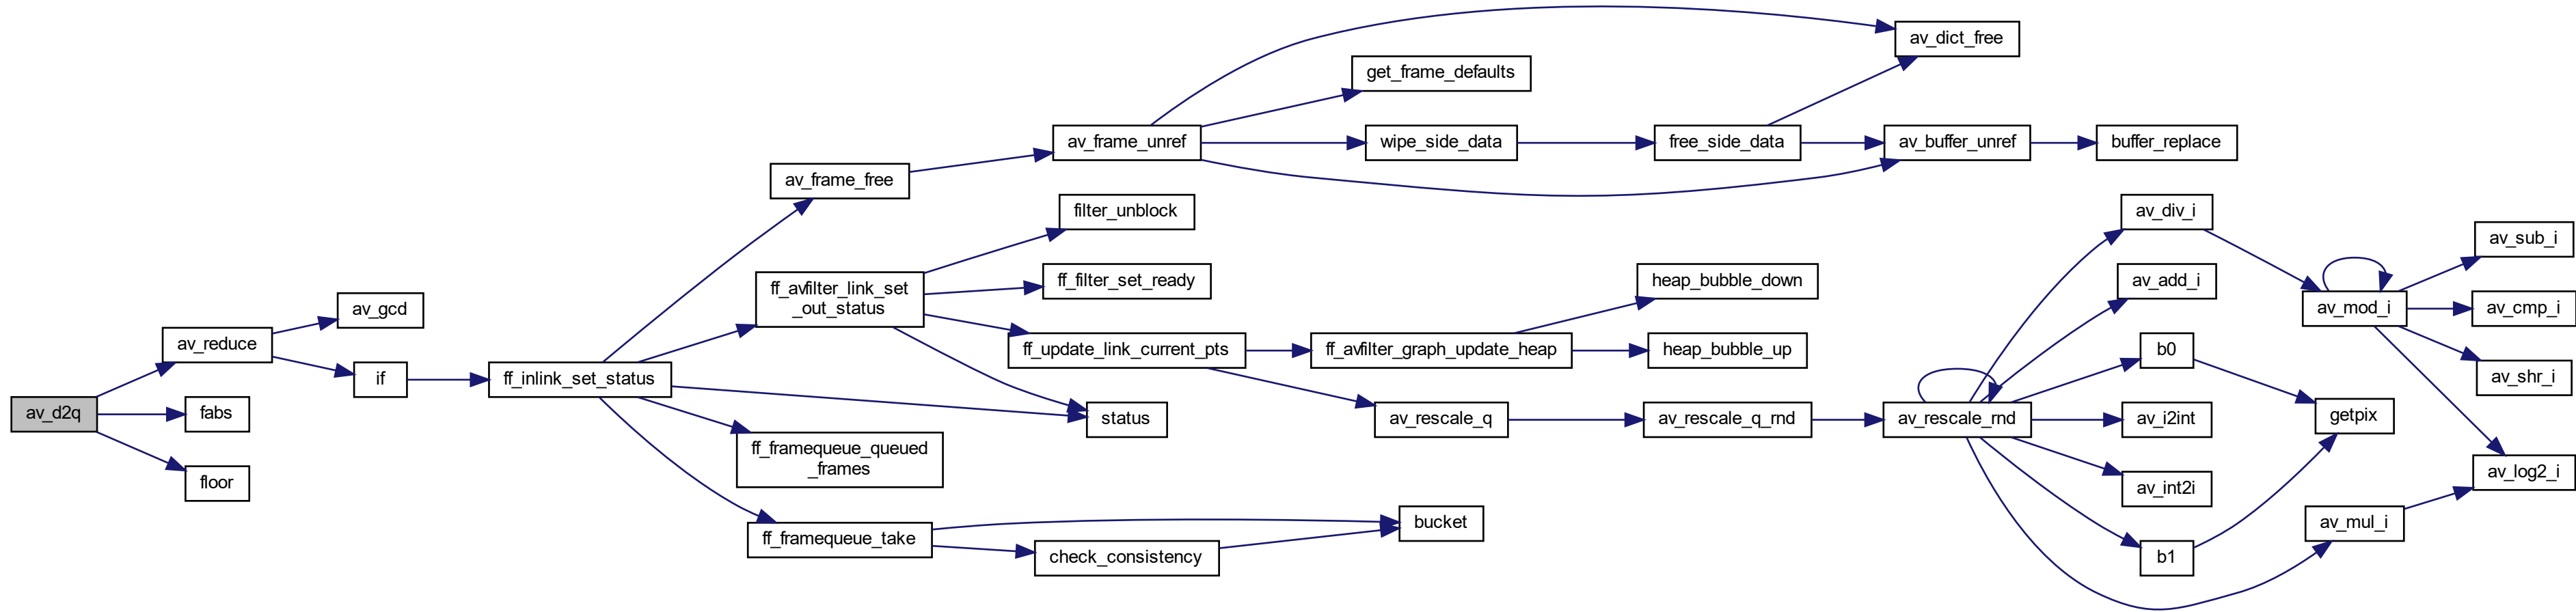 av_d2q
av_reduce
fabs
floor
av_gcd
if
ff_inlink_set_status
av_frame_free
ff_avfilter_link_set
_out_status
ff_framequeue_queued
_frames
ff_framequeue_take
av_frame_unref
filter_unblock
ff_filter_set_ready
ff_update_link_current_pts
status
check_consistency
get_frame_defaults
wipe_side_data
ff_avfilter_graph_update_heap
av_rescale_q
bucket
free_side_data
heap_bubble_down
heap_bubble_up
av_rescale_q_rnd
av_dict_free
av_buffer_unref
av_rescale_rnd
buffer_replace
av_div_i
av_add_i
b0
av_i2int
av_int2i
b1
av_mod_i
getpix
av_mul_i
av_sub_i
av_cmp_i
av_shr_i
av_log2_i